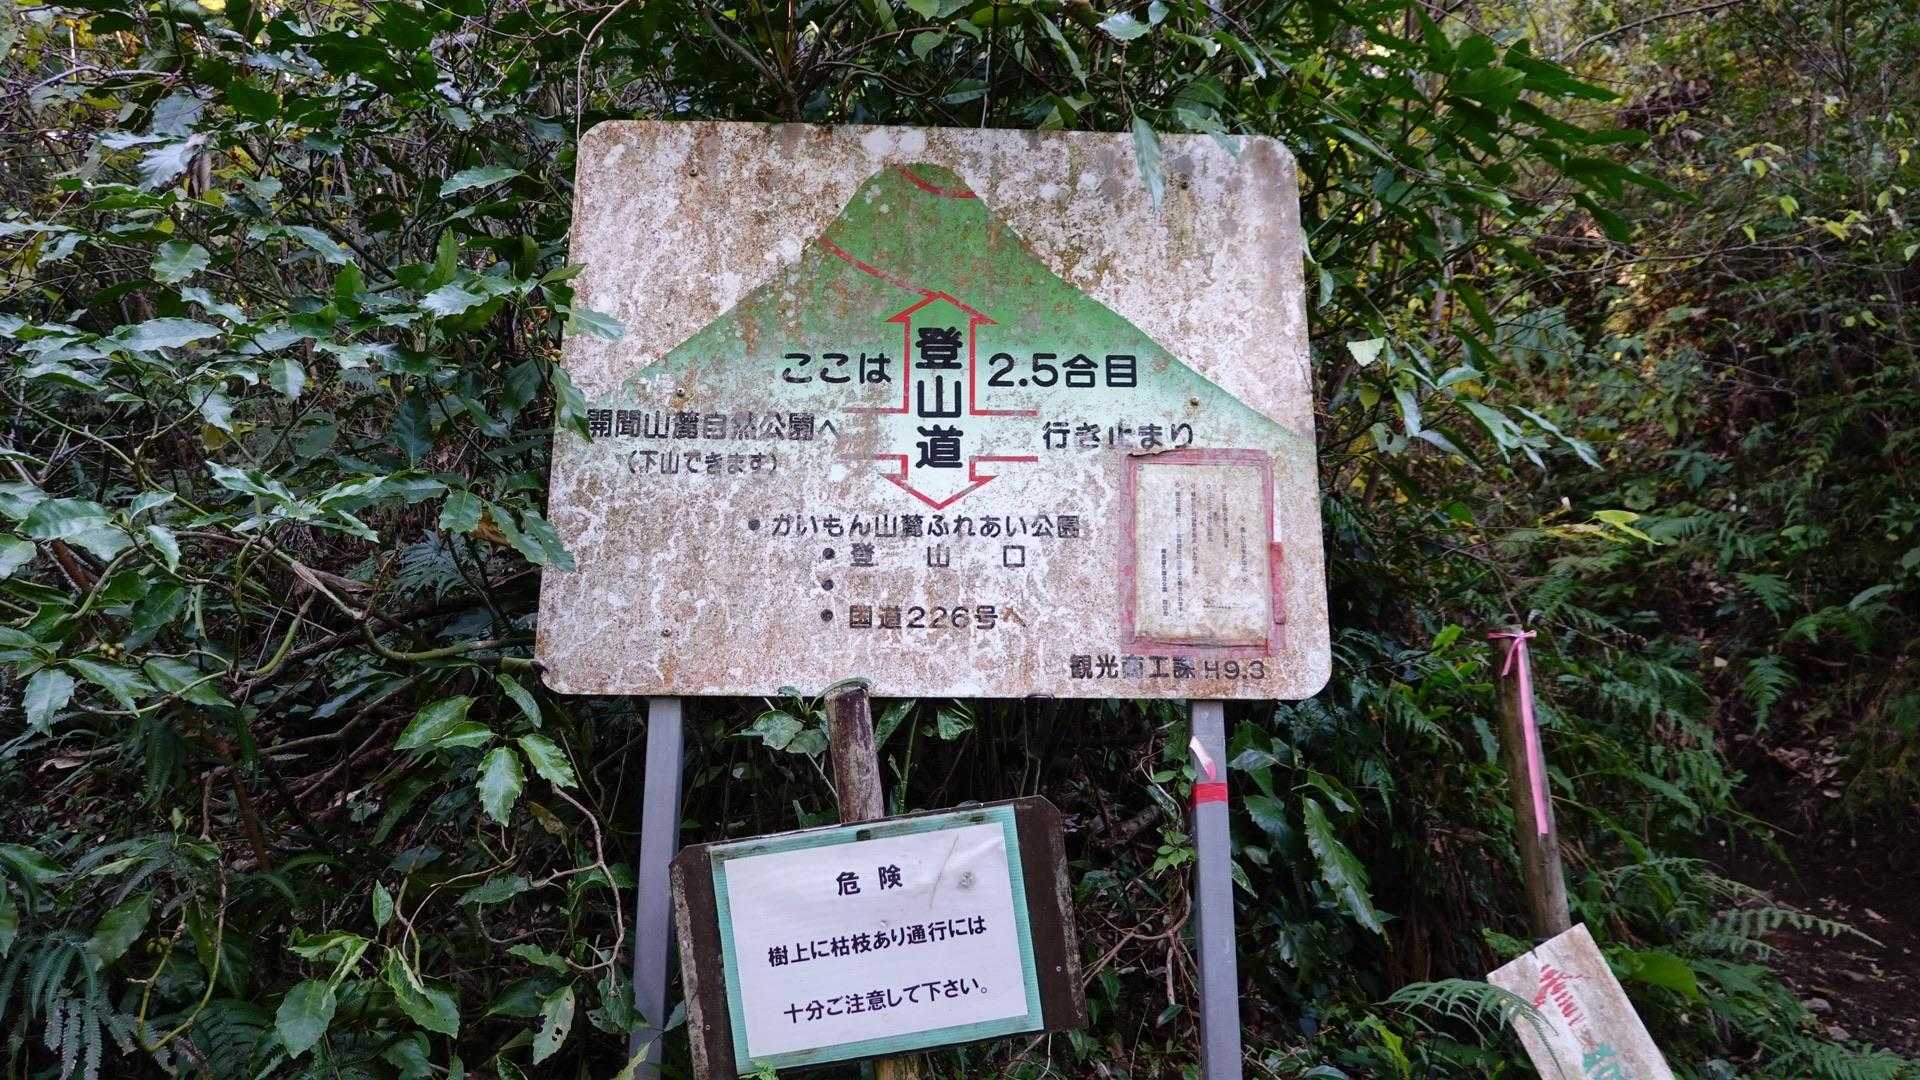 登山道
ここは 2.5合目
開聞山麓自然公園へ
(下山できます)
行き止まり
• かいもん山麓ふれあい公園
• 登山口
•
• 国道226号へ
観光商工課 H9.3
危険
樹上に枯枝あり通行には
十分ご注意して下さい。